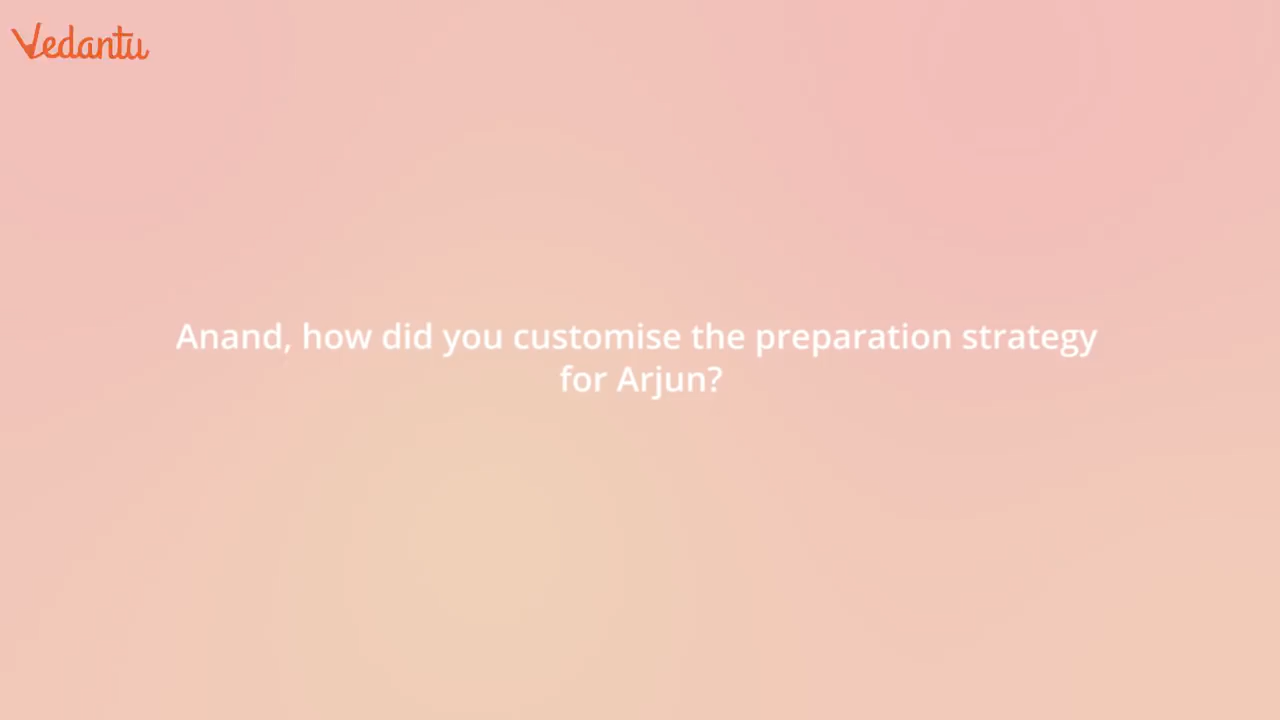 Vedantu
Anand, how did you customise the preparation strategy
for Arjun?